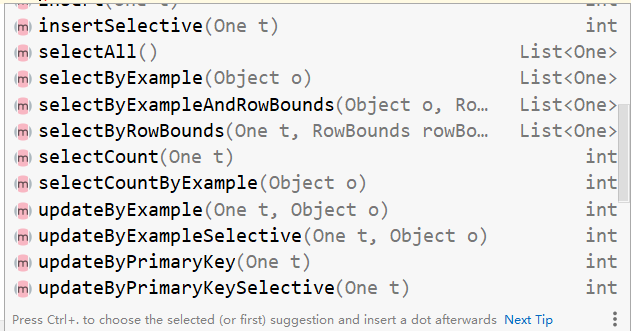 insert(One t) int
m insertSelective(One t) int
m selectAll() List<One>
m selectByExample(Object o) List<One>
m selectByExampleAndRowBounds(Object o, Ro… List<One>
m selectByRowBounds(One t, RowBounds rowBo… List<One>
m selectCount(One t) int
m selectCountByExample(Object o) int
m updateByExample(One t, Object o) int
m updateByExampleSelective(One t, Object o) int
m updateByPrimaryKey(One t) int
m updateByPrimaryKeySelective(One t) int
Press Ctrl+. to choose the selected (or first) suggestion and insert a dot afterwards Next Tip